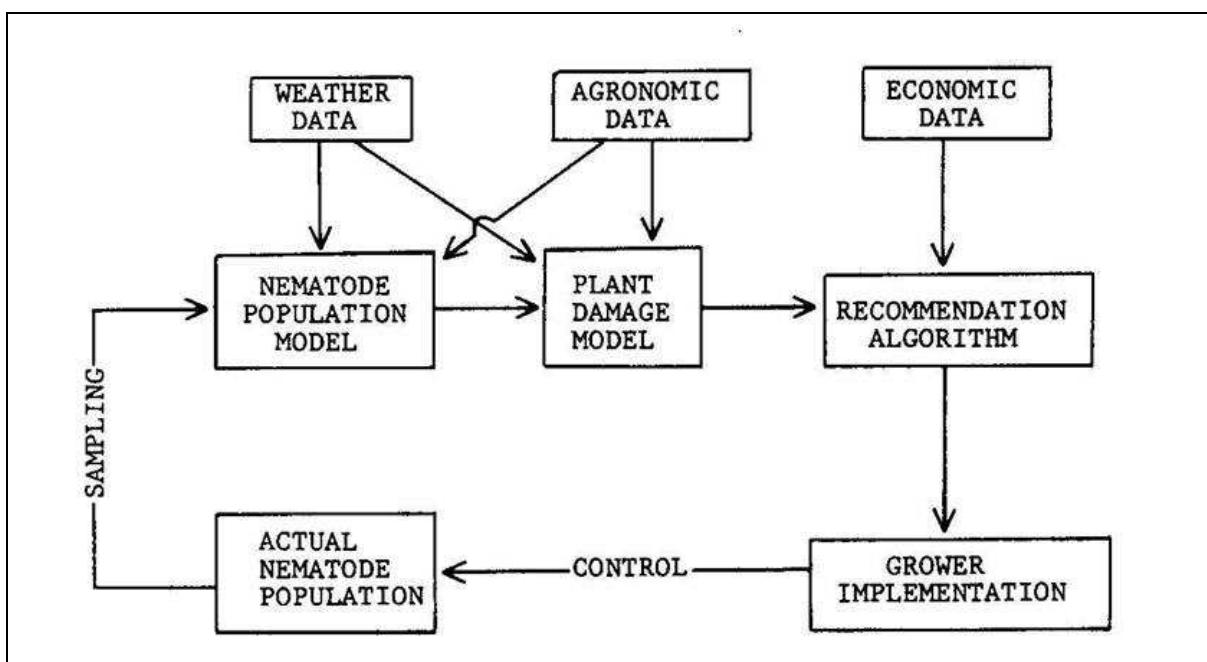 WEATHER
DATA
AGRONOMIC
DATA
ECONOMIC
DATA
NEMATODE
POPULATION
MODEL
PLANT
DAMAGE
MODEL
RECOMMENDATION
ALGORITHM
SAMPLING
ACTUAL
NEMATODE
POPULATION
CONTROL
GROWER
IMPLEMENTATION